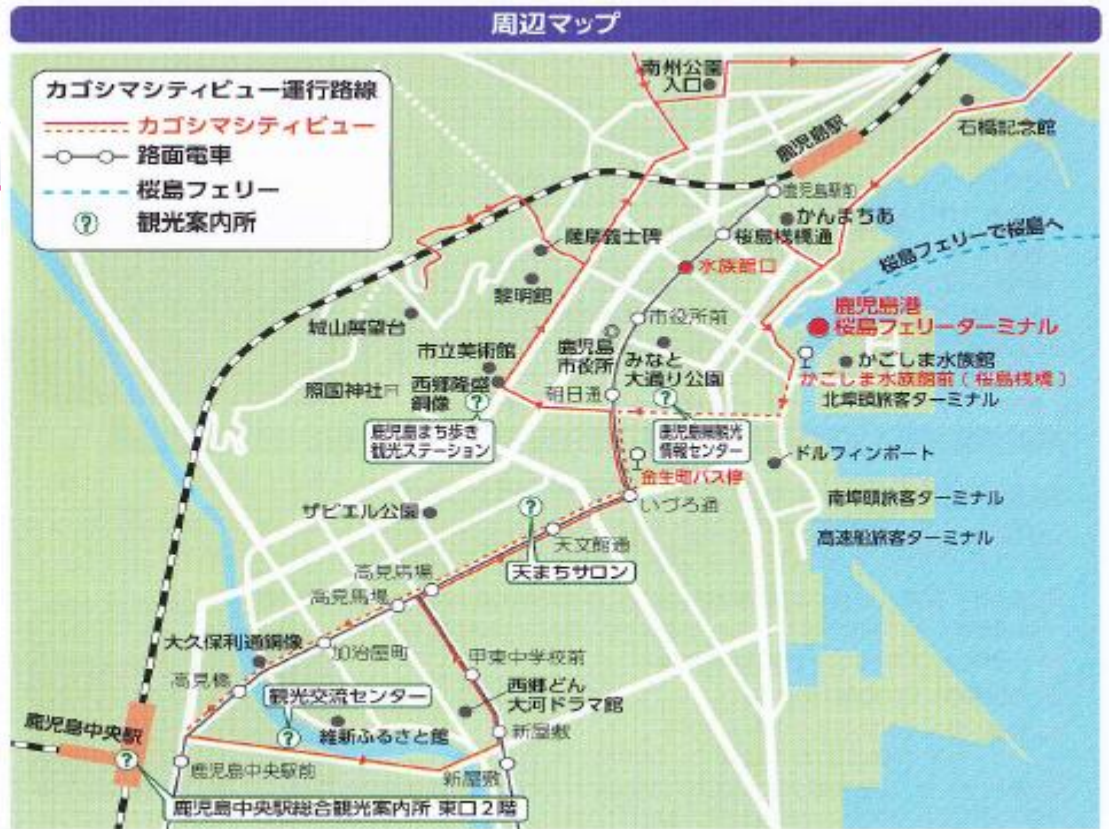 周辺マップ
カゴシマシティビュー運行路線
カゴシマシティビュー
路面電車
桜島フェリー
? 観光案内所
南州公園
入口
石橋記念館
鹿児島駅
鹿児島駅前
かんまちあ
桜島桟橋通
桜島フェリーで桜島へ
薩摩義士碑
水族館口
黎明館
鹿児島港
桜島フェリーターミナル
城山展望台
市役所前
市立美術館
鹿児島
市役所
みなと
大通り公園
かごしま水族館
かごしま水族館前(桜島桟橋)
照国神社
西郷隆盛
銅像
朝日通
北埠頭旅客ターミナル
?
?
鹿児島まち歩き
観光ステーション
鹿児島県観光
情報センター
ドルフィンポート
金生町バス停
いづろ通
南埠頭旅客ターミナル
ザビエル公園
?
天文館通
高速船旅客ターミナル
天まちサロン
高見馬場
高見馬場
大久保利通銅像
加治屋町
甲東中学校前
高見橋
観光交流センター
西郷どん
大河ドラマ館
鹿児島中央駅
?
維新ふるさと館
新屋敷
?
鹿児島中央駅前
新屋敷
鹿児島中央駅総合観光案内所 東口2階